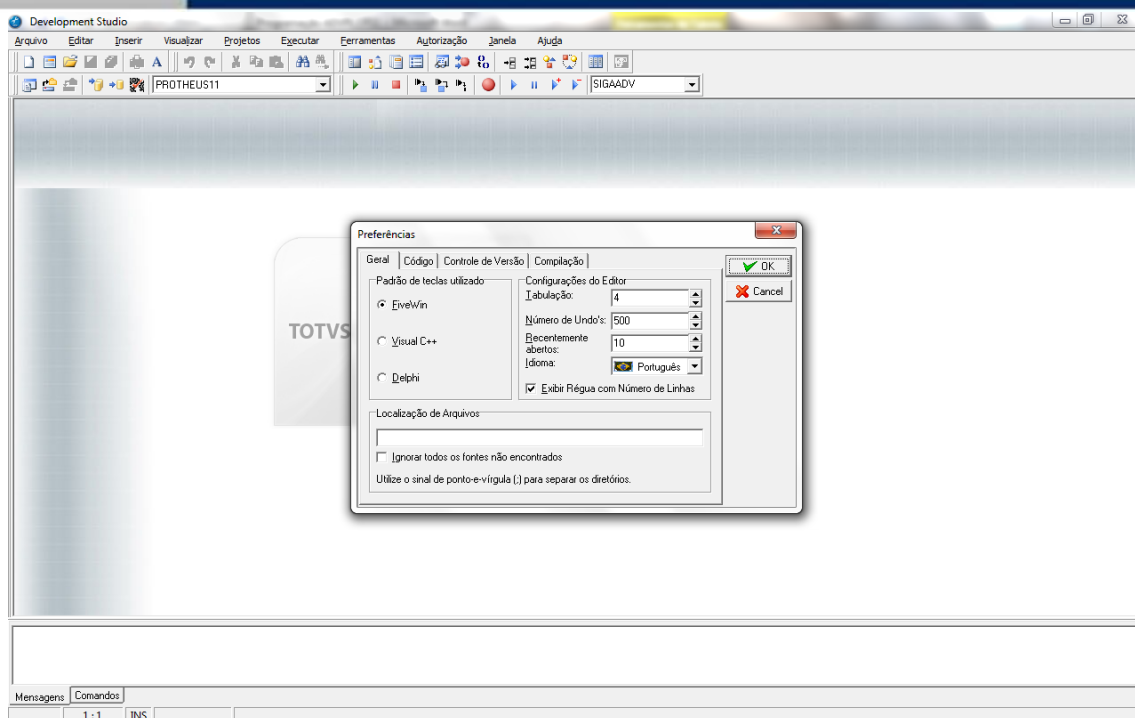 Development Studio
Arquivo Editar Inserir Visualizar Projetos Executar Ferramentas Autorização Janela Ajuda
PROTHEUS11 SIGAADV
Preferências
Geral Código Controle de Versão Compilação
OK
Cancel
Padrão de teclas utilizado
FiveWin
Visual C++
Delphi
Configurações do Editor
Tabulação: 4
Número de Undo's: 500
Recentemente
abertos: 10
Idioma: Português
Exibir Régua com Número de Linhas
Localização de Arquivos
Ignorar todos os fontes não encontrados
Utilize o sinal de ponto-e-vírgula (;) para separar os diretórios.
TOTVS
Mensagens Comandos
1 : 1 INS